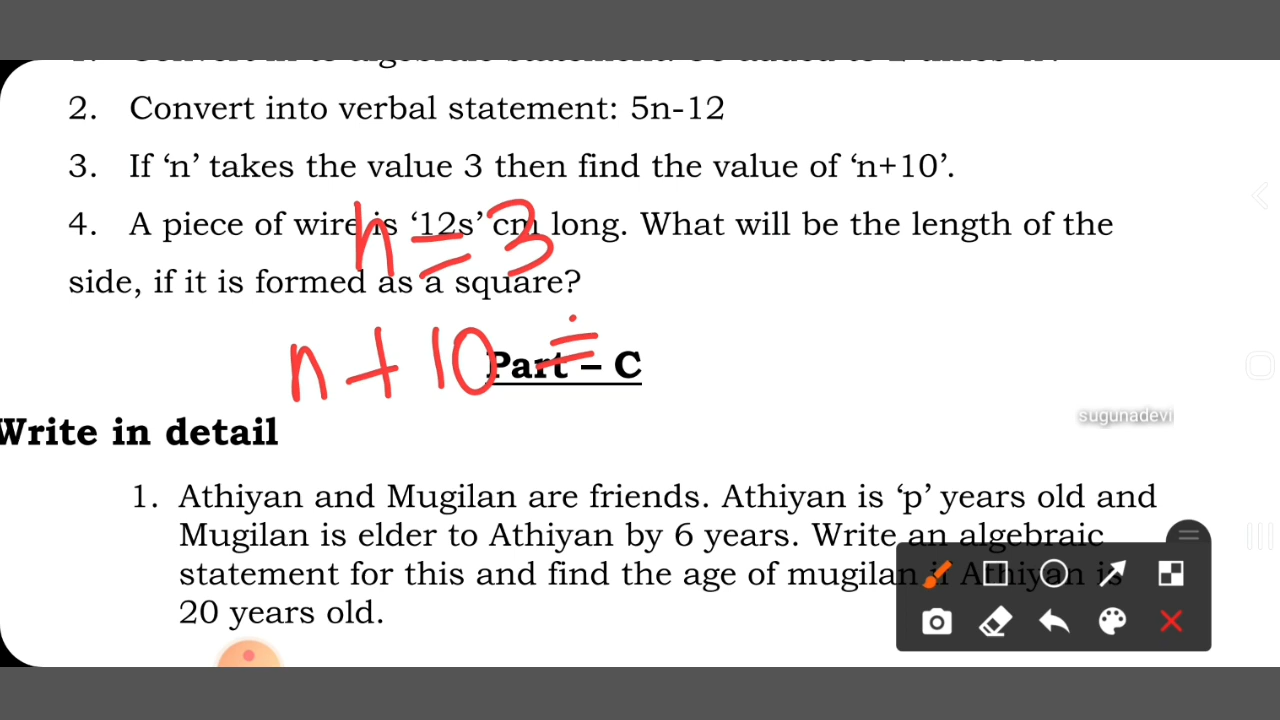 2. Convert into verbal statement: 5n-12
3. If ‘n’ takes the value 3 then find the value of ‘n+10’.
4. A piece of wire is ‘12s’ cm long. What will be the length of the
n = 3
side, if it is formed as a square?
n + 10 =
Part – C
sugunadevi
Write in detail
1. Athiyan and Mugilan are friends. Athiyan is ‘p’ years old and
Mugilan is elder to Athiyan by 6 years. Write an algebraic
statement for this and find the age of mugilan if Athiyan is
20 years old.